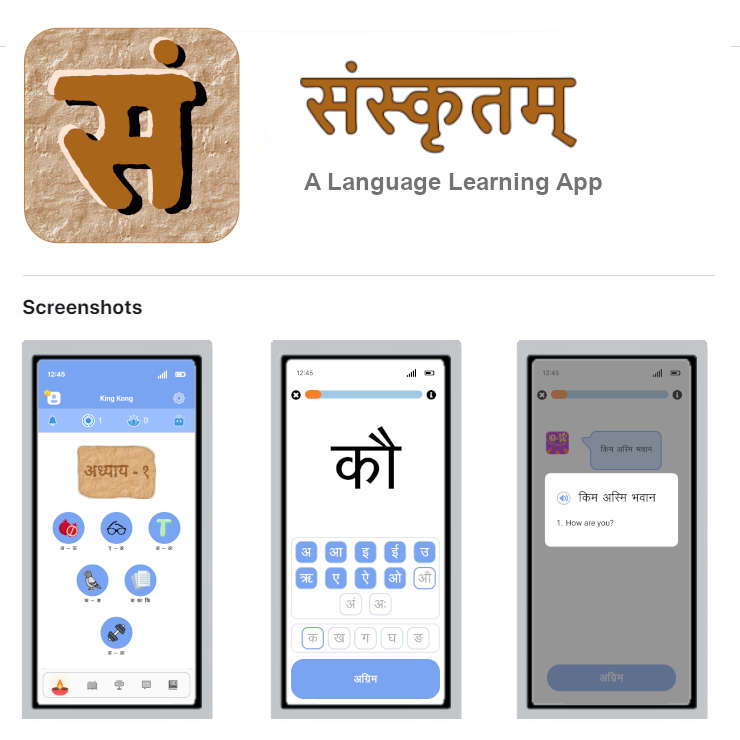 सं
संस्कृतम्
A Language Learning App
Screenshots
12:45
King Kong
1
0
अध्याय - १
12:45
कौ
अ आ इ ई उ
ऋ ए ऐ ओ औ
अं अः
क ख ग घ ङ
अग्रिम
12:45
किम अस्मि भवान
किम अस्मि भवान
1. How are you?
अग्रिम